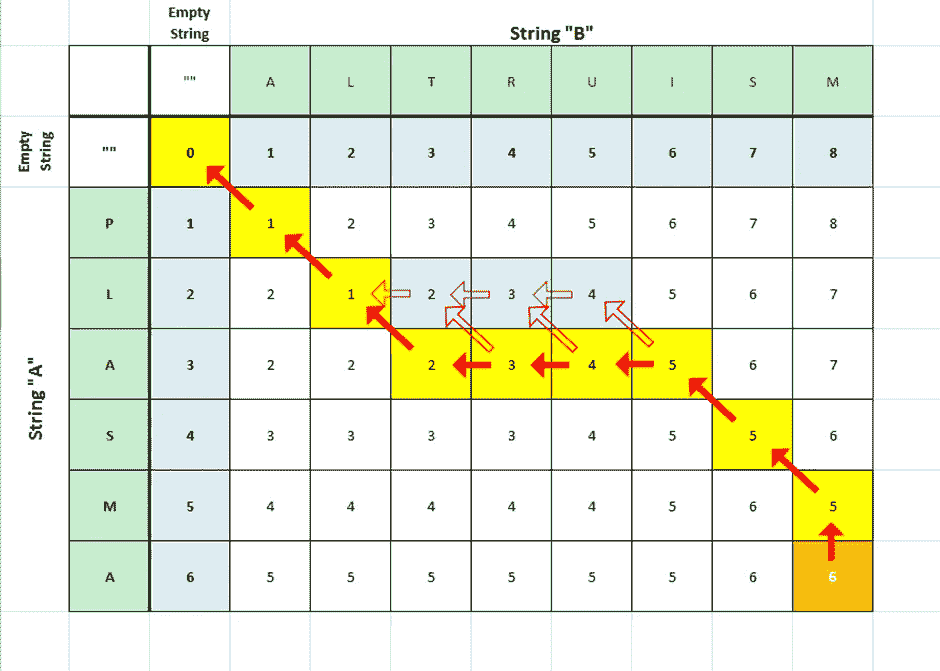 Empty
String
String "B"
"" A L T R U I S M
Empty
String
"" 0 1 2 3 4 5 6 7 8
String "A"
P 1 1 2 3 4 5 6 7 8
L 2 2 1 2 3 4 5 6 7
A 3 2 2 2 3 4 5 6 7
S 4 3 3 3 3 4 5 5 6
M 5 4 4 4 4 4 5 6 5
A 6 5 5 5 5 5 5 6 6